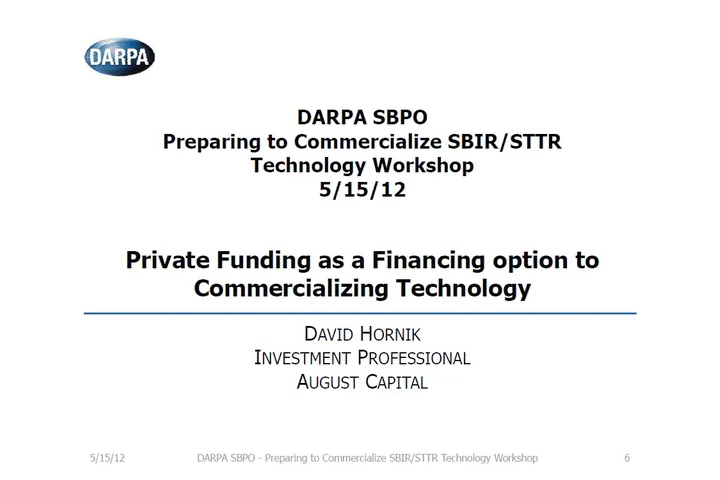 DARPA
DARPA SBPO
Preparing to Commercialize SBIR/STTR
Technology Workshop
5/15/12
Private Funding as a Financing option to
Commercializing Technology
DAVID HORNIK
INVESTMENT PROFESSIONAL
AUGUST CAPITAL
5/15/12 DARPA SBPO - Preparing to Commercialize SBIR/STTR Technology Workshop 6